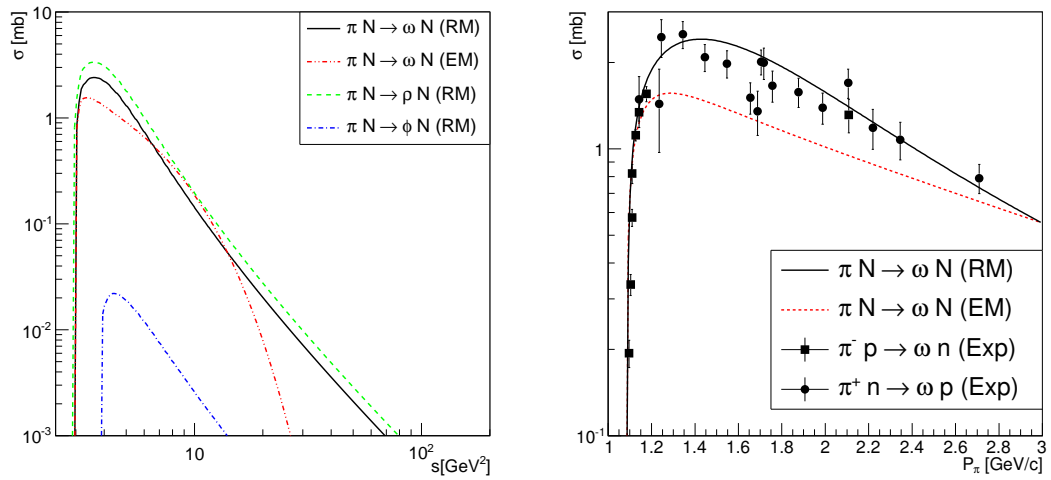 σ [mb]
10
1
10⁻¹
10⁻²
10⁻³
10
10²
s[GeV²]
π N → ω N (RM)
π N → ω N (EM)
π N → ρ N (RM)
π N → ϕ N (RM)
σ [mb]
1
10⁻¹
1 1.2 1.4 1.6 1.8 2 2.2 2.4 2.6 2.8 3
P_π [GeV/c]
π N → ω N (RM)
π N → ω N (EM)
π⁻ p → ω n (Exp)
π⁺ n → ω p (Exp)